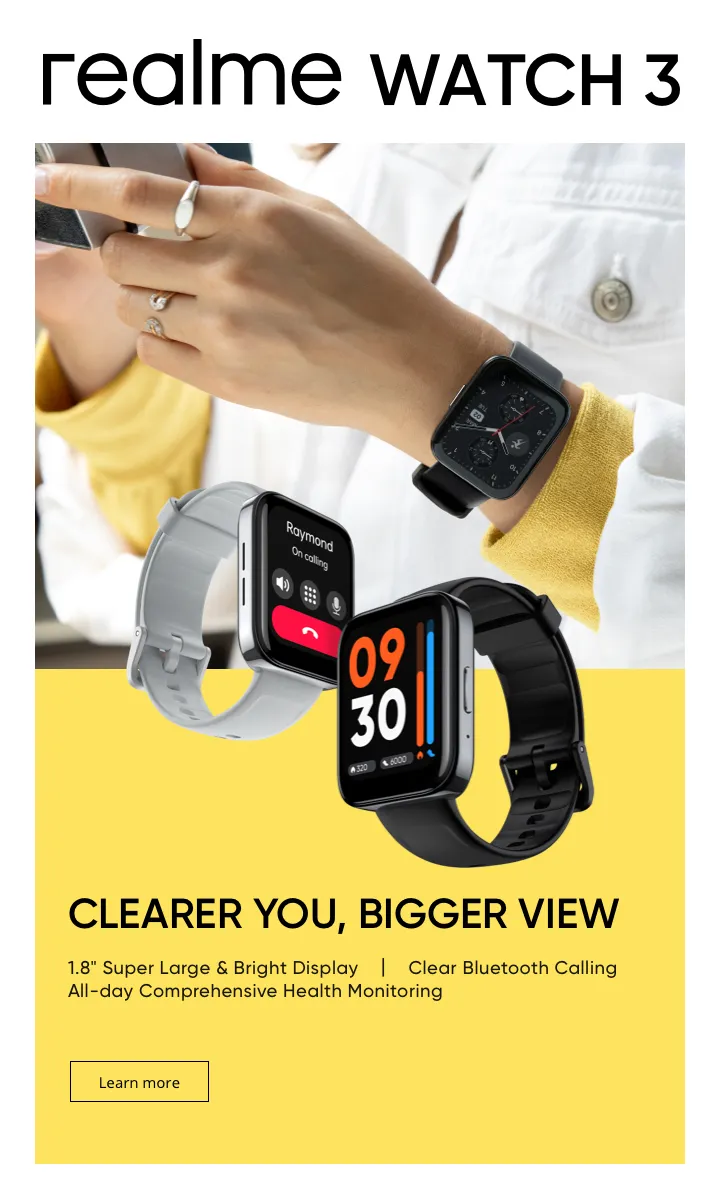 realme WATCH 3
Raymond
On calling
09
30
320
6000
CLEARER YOU, BIGGER VIEW
1.8" Super Large & Bright Display | Clear Bluetooth Calling
All-day Comprehensive Health Monitoring
Learn more